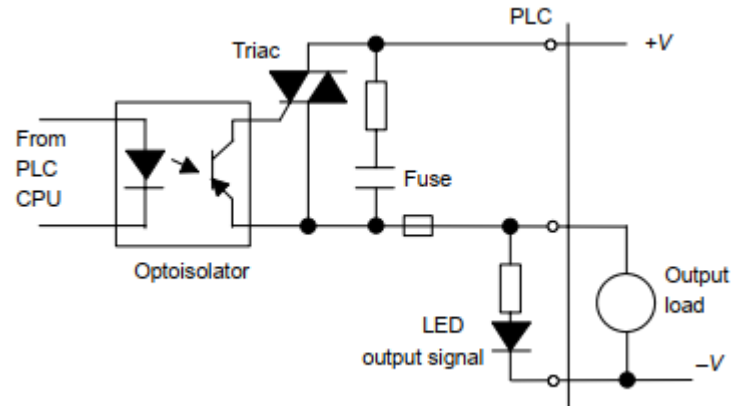 PLC
+V
Triac
From
PLC
CPU
Fuse
Optoisolator
Output
load
LED
output signal
–V